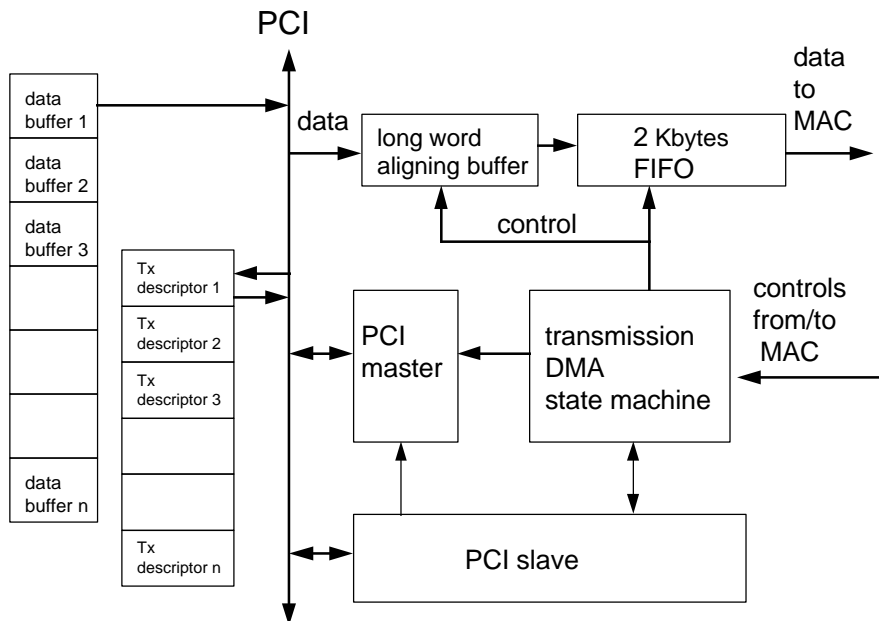 PCI
data
buffer 1
data
buffer 2
data
buffer 3
data
buffer n
Tx
descriptor 1
Tx
descriptor 2
Tx
descriptor 3
Tx
descriptor n
data
long word
aligning buffer
2 Kbytes
FIFO
data
to
MAC
control
PCI
master
transmission
DMA
state machine
controls
from/to
MAC
PCI slave